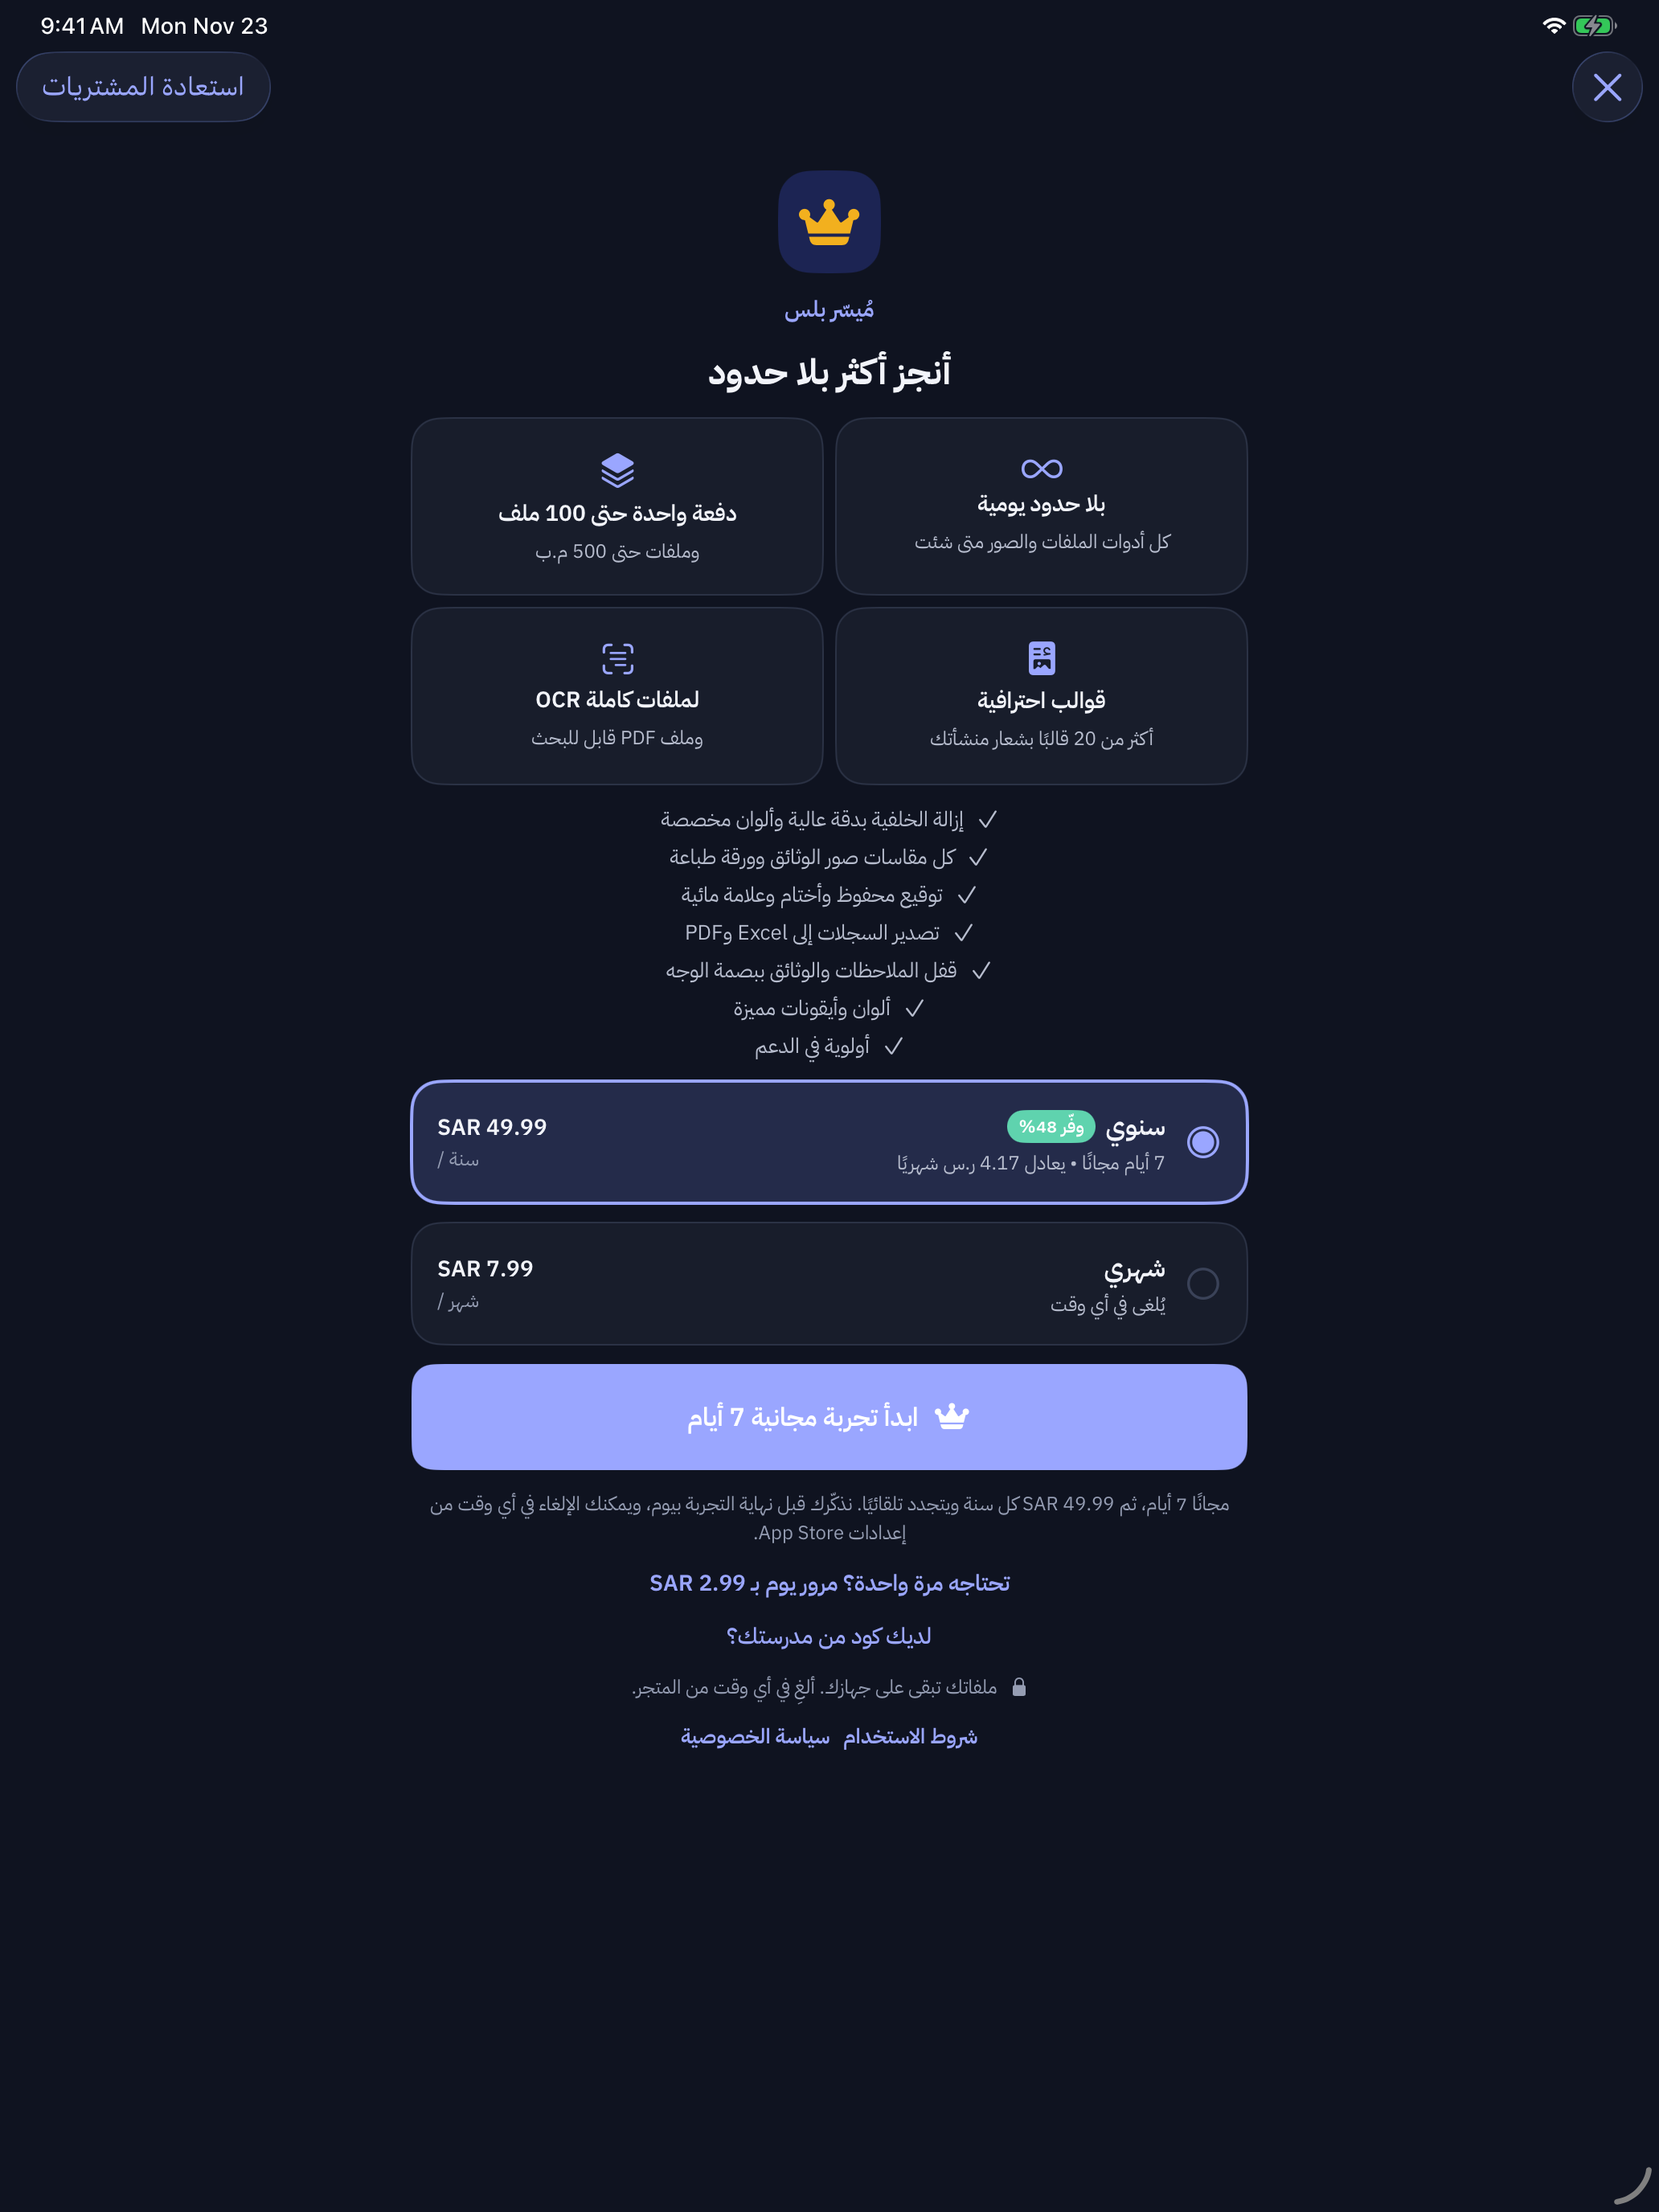 9:41 AM Mon Nov 23
استعادة المشتريات
مُيسّر بلس
أنجز أكثر بلا حدود
بلا حدود يومية
كل أدوات الملفات والصور متى شئت
دفعة واحدة حتى 100 ملف
وملفات حتى 500 م.ب
قوالب احترافية
أكثر من 20 قالبًا بشعار منشأتك
لملفات كاملة OCR
وملف PDF قابل للبحث
إزالة الخلفية بدقة عالية وألوان مخصصة
كل مقاسات صور الوثائق وورقة طباعة
توقيع محفوظ وأختام وعلامة مائية
تصدير السجلات إلى Excel وPDF
قفل الملاحظات والوثائق ببصمة الوجه
ألوان وأيقونات مميزة
أولوية في الدعم
سنوي وفّر 48%
7 أيام مجانًا • يعادل 4.17 ر.س شهريًا
SAR 49.99
/ سنة
شهري
يُلغى في أي وقت
SAR 7.99
/ شهر
ابدأ تجربة مجانية 7 أيام
مجانًا 7 أيام، ثم SAR 49.99 كل سنة ويتجدد تلقائيًا. نذكّرك قبل نهاية التجربة بيوم، ويمكنك الإلغاء في أي وقت من
إعدادات App Store.
تحتاجه مرة واحدة؟ مرور يوم بـ SAR 2.99
لديك كود من مدرستك؟
ملفاتك تبقى على جهازك. ألغِ في أي وقت من المتجر.
شروط الاستخدام سياسة الخصوصية